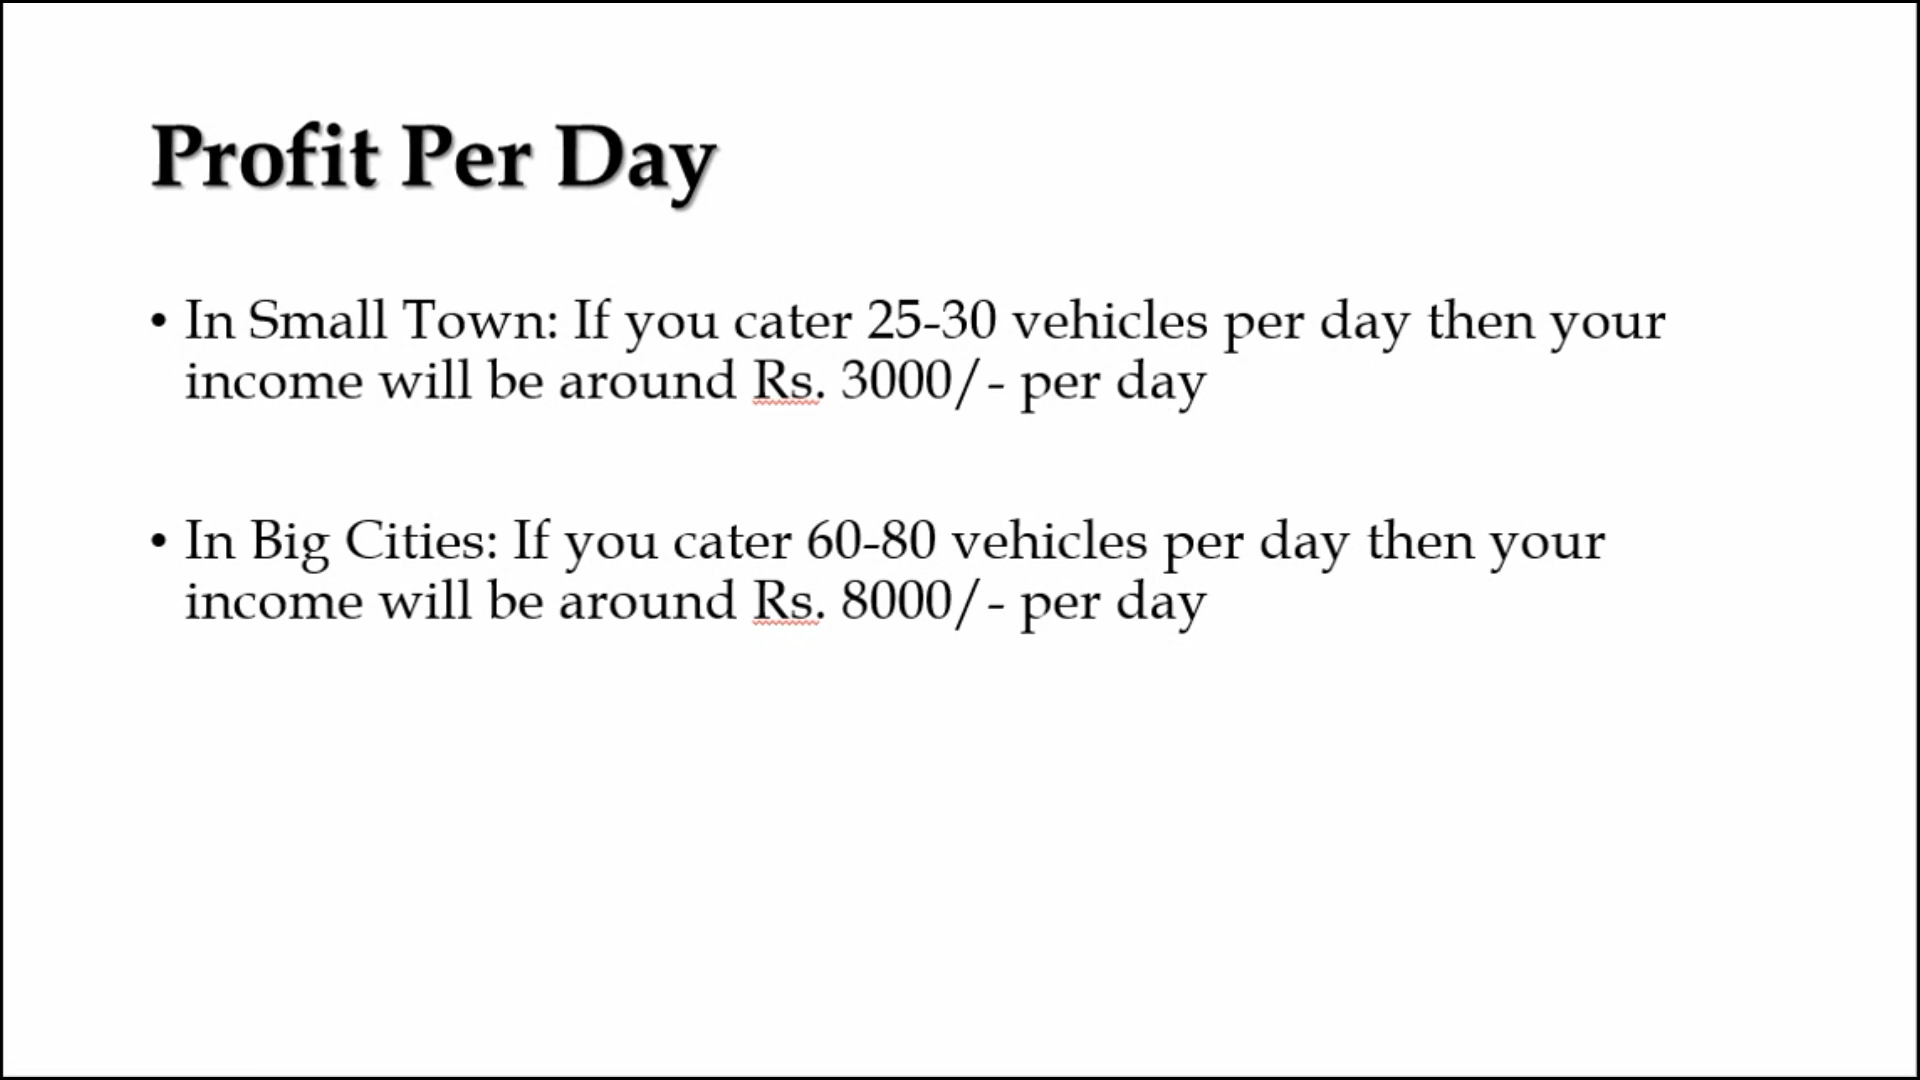 Profit Per Day
• In Small Town: If you cater 25-30 vehicles per day then your
income will be around Rs. 3000/- per day
• In Big Cities: If you cater 60-80 vehicles per day then your
income will be around Rs. 8000/- per day